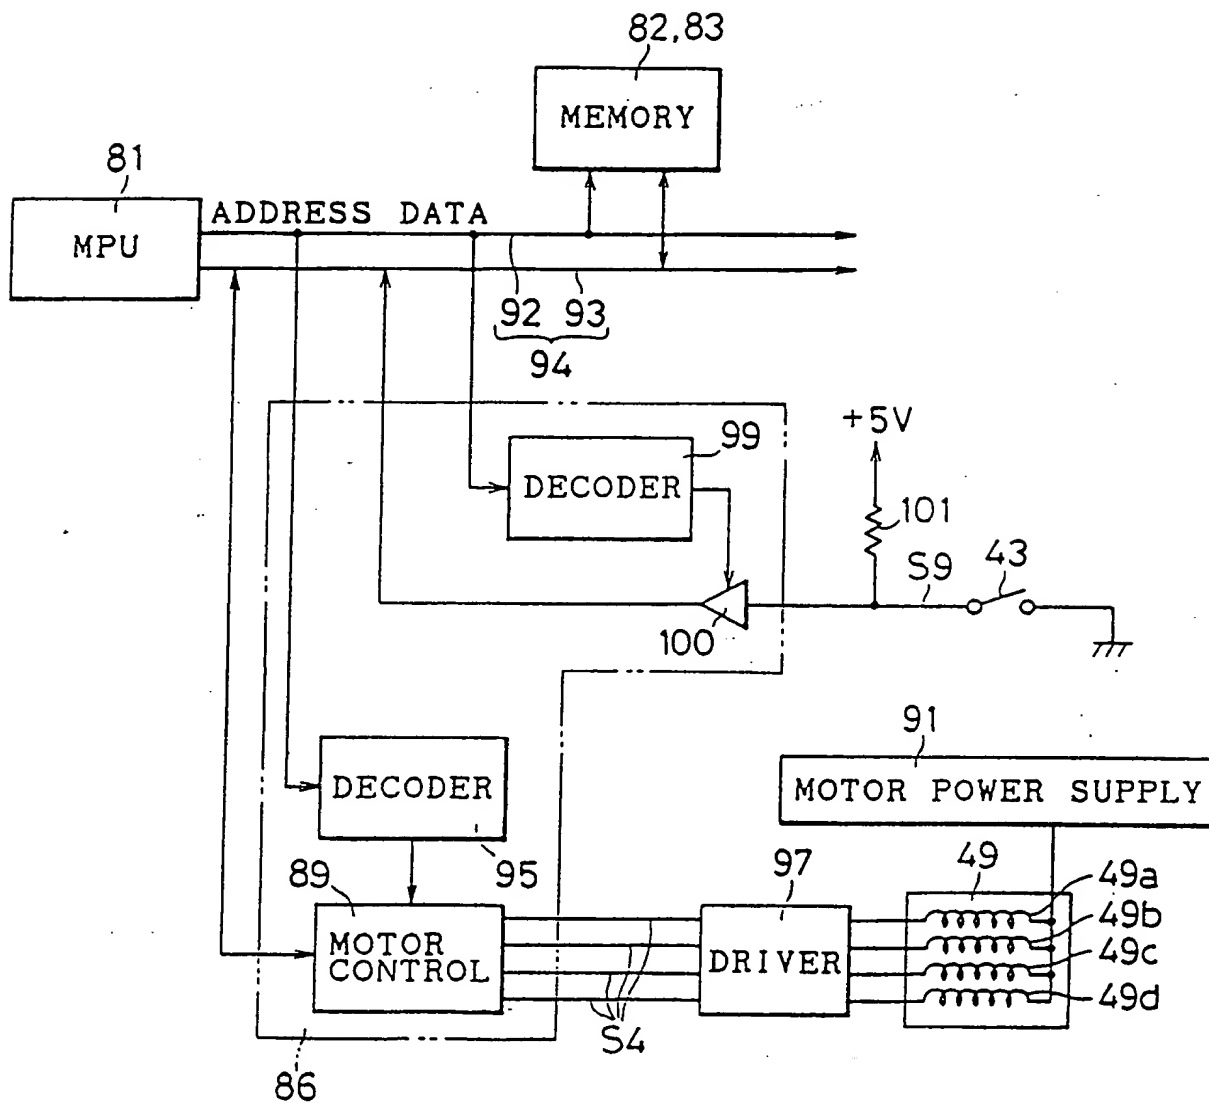 82,83
MEMORY
81
MPU
ADDRESS DATA
92 93
94
+5V
99
DECODER
101
S9
43
100
91
MOTOR POWER SUPPLY
DECODER
95
89
MOTOR
CONTROL
97
DRIVER
49
49a
49b
49c
49d
S4
86